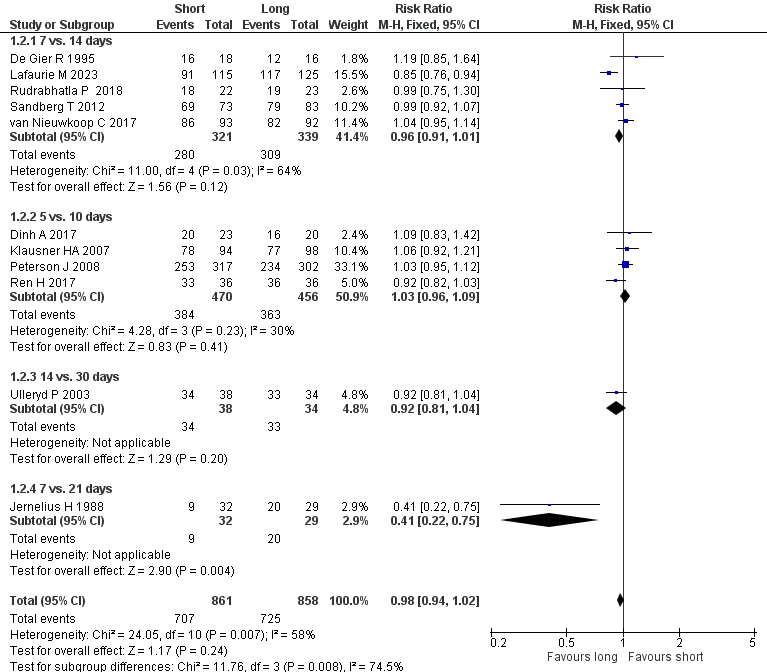 Short Long Risk Ratio Risk Ratio
Study or Subgroup Events Total Events Total Weight M-H, Fixed, 95% CI M-H, Fixed, 95% CI
1.2.1 7 vs. 14 days
De Gier R 1995 16 18 12 16 1.8% 1.19 [0.85, 1.64]
Lafaurie M 2023 91 115 117 125 15.5% 0.85 [0.76, 0.94]
Rudrabhatla P 2018 18 22 19 23 2.6% 0.99 [0.75, 1.30]
Sandberg T 2012 69 73 79 83 10.2% 0.99 [0.92, 1.07]
van Nieuwkoop C 2017 86 93 82 92 11.4% 1.04 [0.95, 1.14]
Subtotal (95% CI) 321 339 41.4% 0.96 [0.91, 1.01]
Total events 280 309
Heterogeneity: Chi² = 11.00, df = 4 (P = 0.03); I² = 64%
Test for overall effect: Z = 1.56 (P = 0.12)
1.2.2 5 vs. 10 days
Dinh A 2017 20 23 16 20 2.4% 1.09 [0.83, 1.42]
Klausner HA 2007 78 94 77 98 10.4% 1.06 [0.92, 1.21]
Peterson J 2008 253 317 234 302 33.1% 1.03 [0.95, 1.12]
Ren H 2017 33 36 36 36 5.0% 0.92 [0.82, 1.03]
Subtotal (95% CI) 470 456 50.9% 1.03 [0.96, 1.09]
Total events 384 363
Heterogeneity: Chi² = 4.28, df = 3 (P = 0.23); I² = 30%
Test for overall effect: Z = 0.83 (P = 0.41)
1.2.3 14 vs. 30 days
Ulleryd P 2003 34 38 33 34 4.8% 0.92 [0.81, 1.04]
Subtotal (95% CI) 38 34 4.8% 0.92 [0.81, 1.04]
Total events 34 33
Heterogeneity: Not applicable
Test for overall effect: Z = 1.29 (P = 0.20)
1.2.4 7 vs. 21 days
Jernelius H 1988 9 32 20 29 2.9% 0.41 [0.22, 0.75]
Subtotal (95% CI) 32 29 2.9% 0.41 [0.22, 0.75]
Total events 9 20
Heterogeneity: Not applicable
Test for overall effect: Z = 2.90 (P = 0.004)
Total (95% CI) 861 858 100.0% 0.98 [0.94, 1.02]
Total events 707 725
Heterogeneity: Chi² = 24.05, df = 10 (P = 0.007); I² = 58%
Test for overall effect: Z = 1.17 (P = 0.24)
Test for subgroup differences: Chi² = 11.76, df = 3 (P = 0.008), I² = 74.5%
0.2 0.5 1 2 5
Favours long Favours short